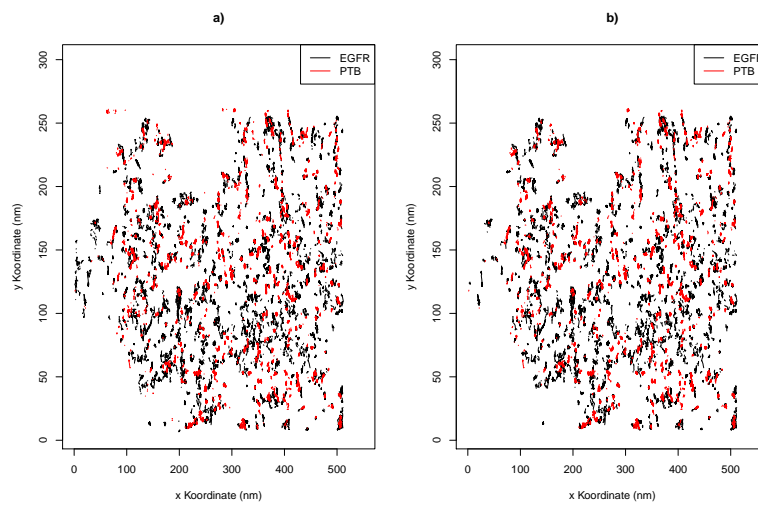 a)
EGFR
PTB
300
250
200
150
100
50
0
y Koordinate (nm)
0 100 200 300 400 500
x Koordinate (nm)
b)
EGF
PTB
300
250
200
150
100
50
0
y Koordinate (nm)
0 100 200 300 400 500
x Koordinate (nm)